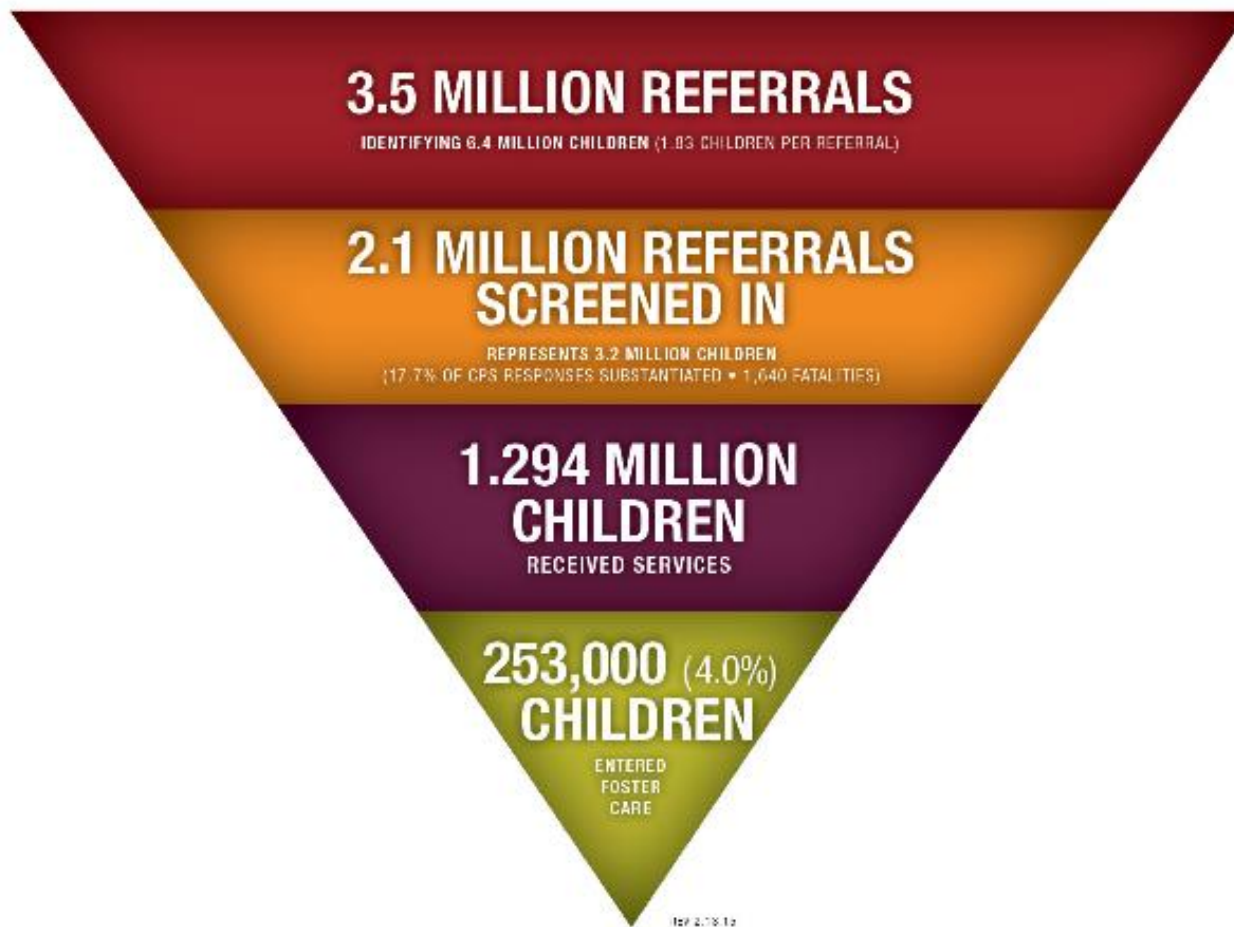 3.5 MILLION REFERRALS
IDENTIFYING 6.4 MILLION CHILDREN (1.83 CHILDREN PER REFERRAL)
2.1 MILLION REFERRALS
SCREENED IN
REPRESENTS 3.2 MILLION CHILDREN
(17.7% OF CPS RESPONSES SUBSTANTIATED • 1,640 FATALITIES)
1.294 MILLION
CHILDREN
RECEIVED SERVICES
253,000 (4.0%)
CHILDREN
ENTERED
FOSTER
CARE